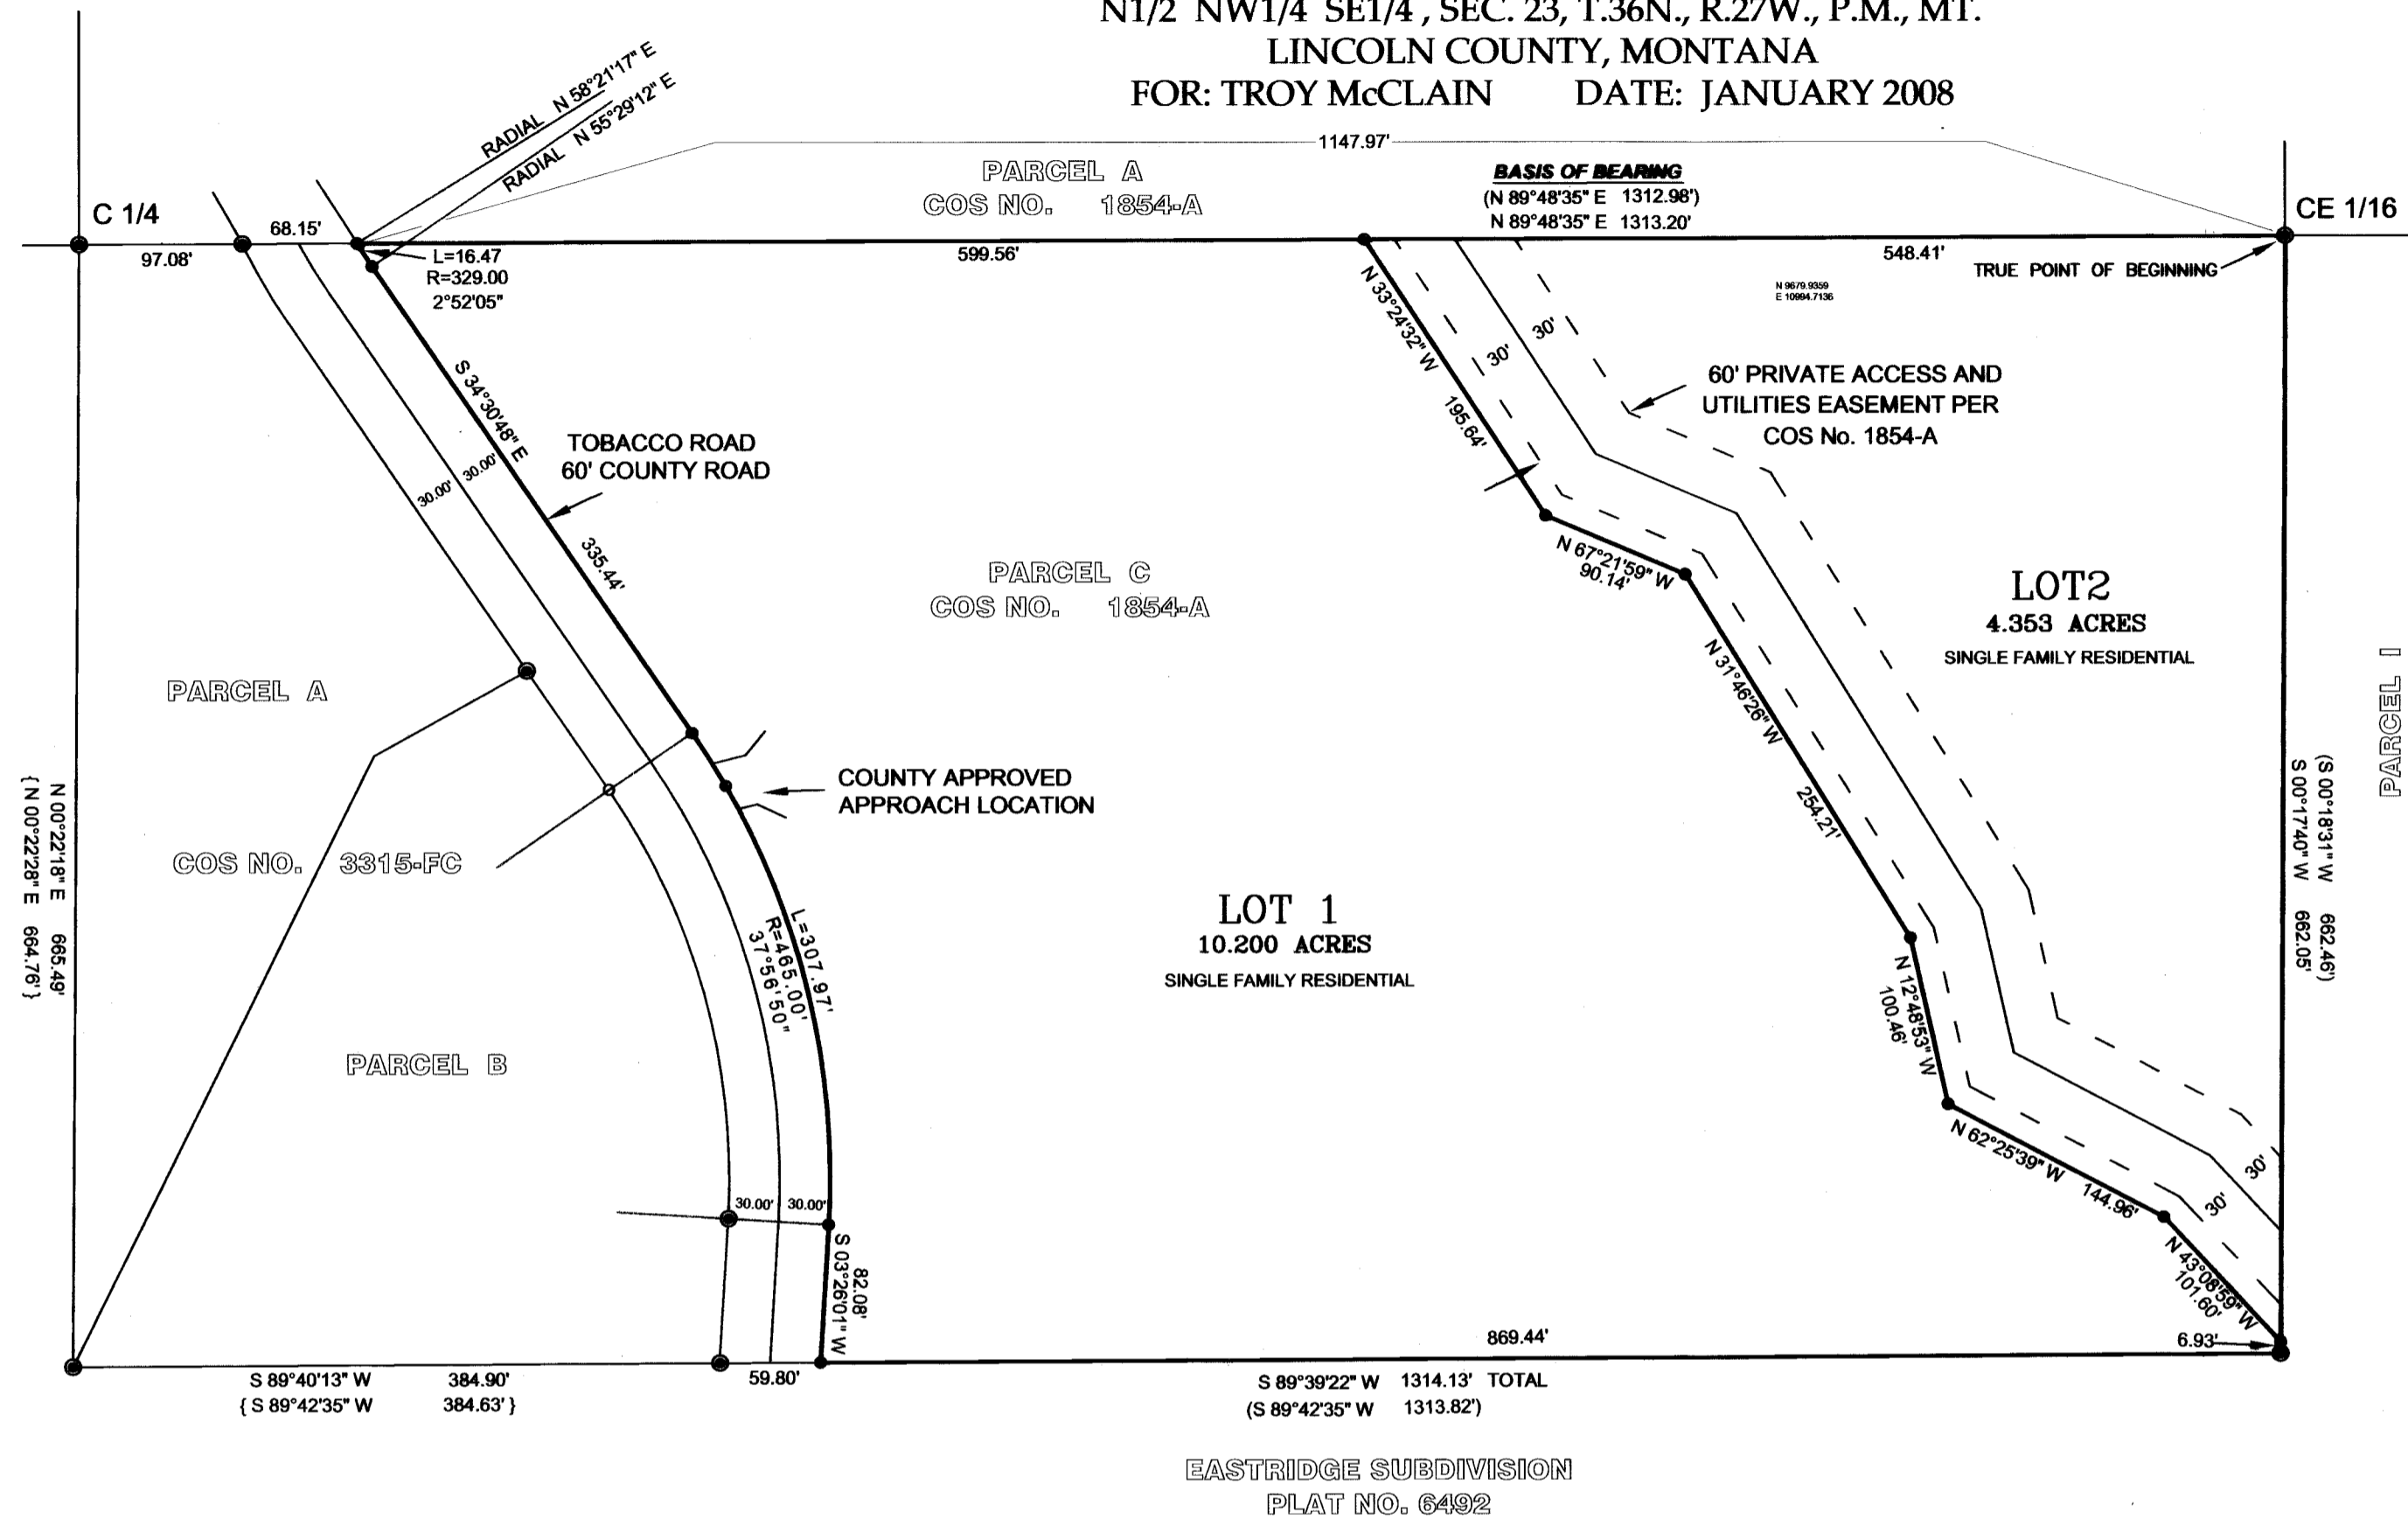 N1/2 NW1/4 SE1/4 , SEC. 23, T.36N., R.27W., P.M., MT.
LINCOLN COUNTY, MONTANA
FOR: TROY McCLAIN DATE: JANUARY 2008
RADIAL N 58°21'17" E
RADIAL N 55°29'12" E
1147.97'
PARCEL A
COS NO. 1854-A
BASIS OF BEARING
(N 89°48'35" E 1312.98')
N 89°48'35" E 1313.20'
C 1/4
CE 1/16
68.15'
97.08'
L=16.47
R=329.00
2°52'05"
599.56'
548.41'
TRUE POINT OF BEGINNING
N 9679.9359
E 10994.7136
N 33°24'32" W
195.64'
30'
30'
60' PRIVATE ACCESS AND
UTILITIES EASEMENT PER
COS No. 1854-A
S 34°30'48" E
335.44'
TOBACCO ROAD
60' COUNTY ROAD
30.00'
30.00'
PARCEL C
COS NO. 1854-A
N 67°21'59" W
90.14'
LOT2
4.353 ACRES
SINGLE FAMILY RESIDENTIAL
PARCEL I
PARCEL A
N 31°46'26" W
254.21'
COUNTY APPROVED
APPROACH LOCATION
COS NO. 3315-FC
N 00°22'18" E 665.49'
{ N 00°22'28" E 664.76' }
(S 00°18'31" W 662.46')
S 00°17'40" W 662.05'
L=307.97'
R=465.00'
37°56'50"
LOT 1
10.200 ACRES
SINGLE FAMILY RESIDENTIAL
N 12°48'53" W
100.46'
PARCEL B
N 62°25'39" W 144.96'
30'
30'
30.00'
30.00'
82.08'
S 03°26'01" W
N 43°08'59" W
101.60'
6.93'
869.44'
S 89°40'13" W 384.90'
{ S 89°42'35" W 384.63' }
59.80'
S 89°39'22" W 1314.13' TOTAL
(S 89°42'35" W 1313.82')
EASTRIDGE SUBDIVISION
PLAT NO. 6492